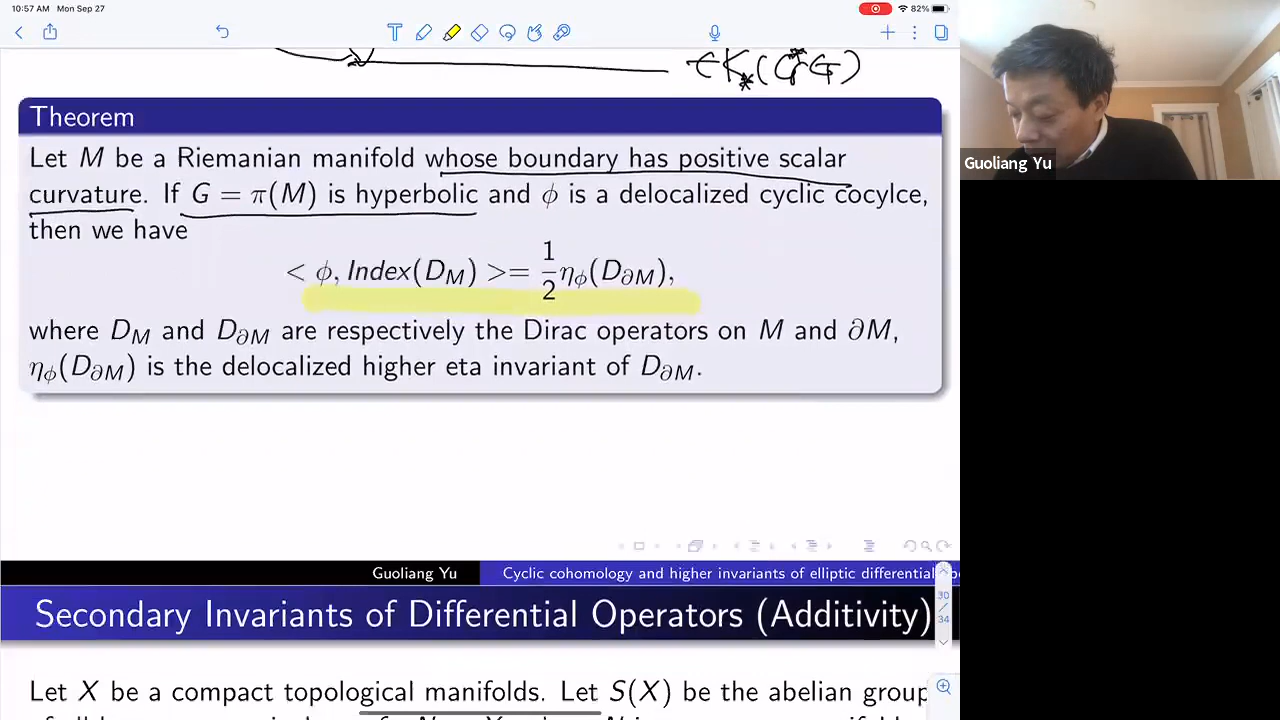 10:57 AM Mon Sep 27
82%
∈ K_*(C^*_r G)
Theorem
Let M be a Riemanian manifold whose boundary has positive scalar
curvature. If G = π(M) is hyperbolic and ϕ is a delocalized cyclic cocylce,
then we have
< ϕ, Index(D_M) >= 1/2 η_ϕ(D_∂M),
where D_M and D_∂M are respectively the Dirac operators on M and ∂M,
η_ϕ(D_∂M) is the delocalized higher eta invariant of D_∂M.
Guoliang Yu
Guoliang Yu Cyclic cohomology and higher invariants of elliptic differential
30
/
34
Secondary Invariants of Differential Operators (Additivity)
Let X be a compact topological manifolds. Let S(X) be the abelian group